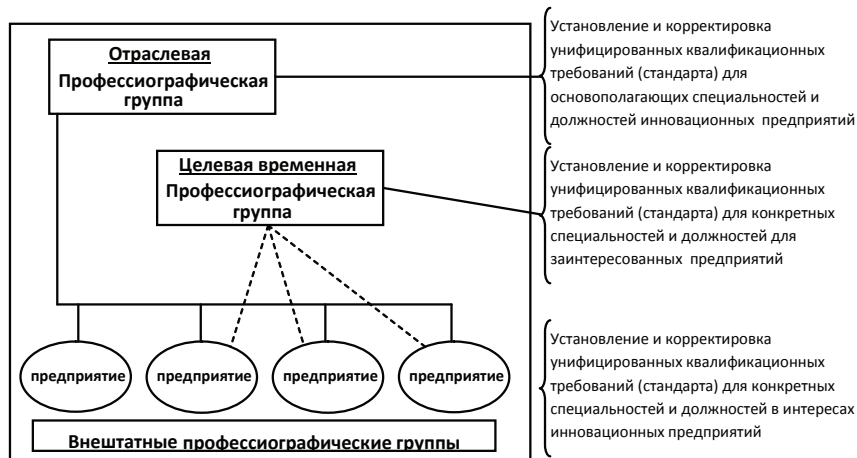 Отраслевая
Профессиографическая
группа
Установление и корректировка
унифицированных квалификационных
требований (стандарта) для
основополагающих специальностей и
должностей инновационных предприятий
Целевая временная
Профессиографическая
группа
Установление и корректировка
унифицированных квалификационных
требований (стандарта) для конкретных
специальностей и должностей для
заинтересованных предприятий
предприятие
предприятие
предприятие
предприятие
Установление и корректировка
унифицированных квалификационных
требований (стандарта) для конкретных
специальностей и должностей в интересах
инновационных предприятий
Внештатные профессиографические группы